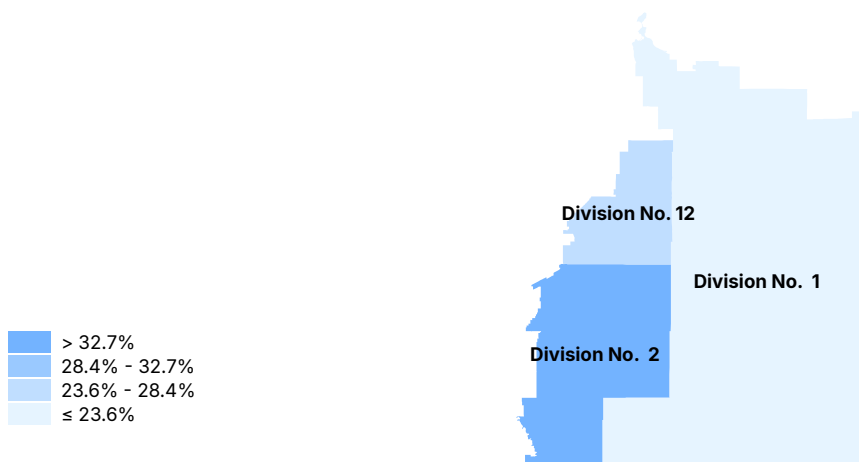 Division No. 12
Division No. 1
Division No. 2
> 32.7%
28.4% - 32.7%
23.6% - 28.4%
≤ 23.6%